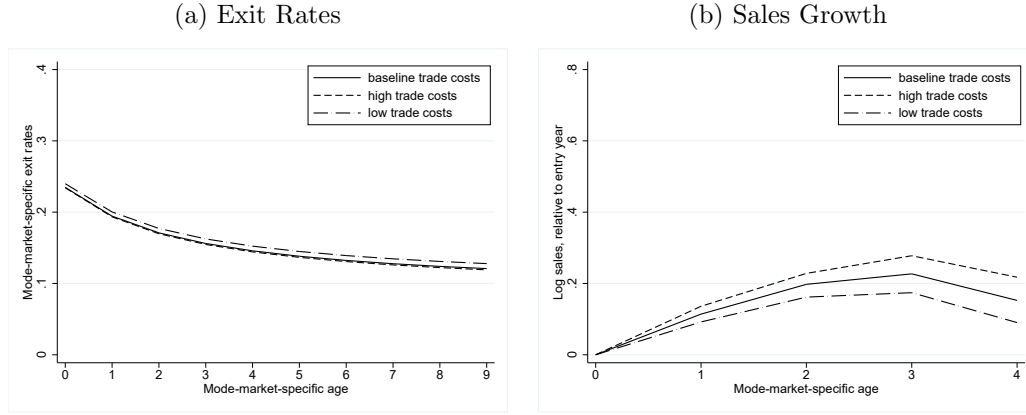 (a) Exit Rates
Mode-market-specific exit rates
.4
.3
.2
.1
0
baseline trade costs
high trade costs
low trade costs
0 1 2 3 4 5 6 7 8 9
Mode-market-specific age
(b) Sales Growth
Log sales, relative to entry year
.8
.6
.4
.2
0
baseline trade costs
high trade costs
low trade costs
0 1 2 3 4
Mode-market-specific age